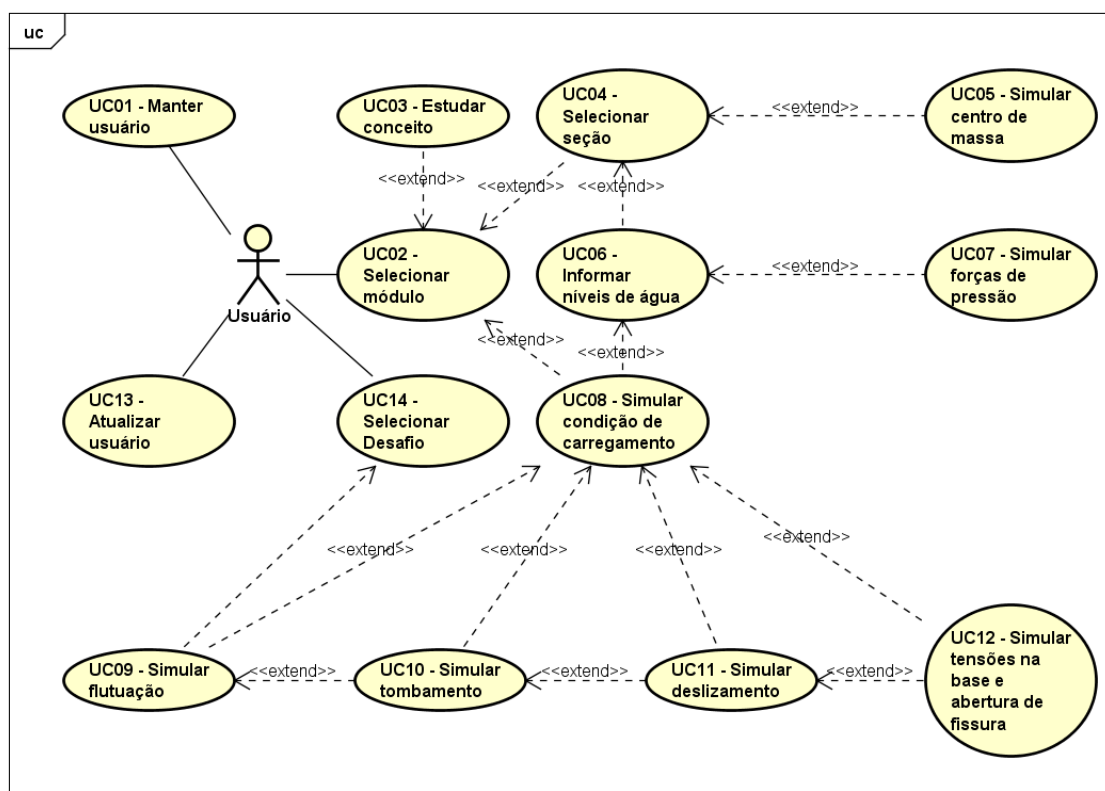 uc
UC01 - Manter
usuário
UC03 - Estudar
conceito
UC04 -
Selecionar
seção
<<extend>>
UC05 - Simular
centro de
massa
<<extend>>
<<extend>>
<<extend>>
Usuário
UC02 -
Selecionar
módulo
UC06 -
Informar
níveis de água
<<extend>>
UC07 - Simular
forças de
pressão
<<extend>>
<<extend>>
UC13 -
Atualizar
usuário
UC14 -
Selecionar
Desafio
UC08 - Simular
condição de
carregamento
<<extend>>
<<extend>>
<<extend>>
<<extend>>
UC09 - Simular
flutuação
<<extend>>
UC10 - Simular
tombamento
<<extend>>
UC11 - Simular
deslizamento
<<extend>>
UC12 - Simular
tensões na
base e
abertura de
fissura